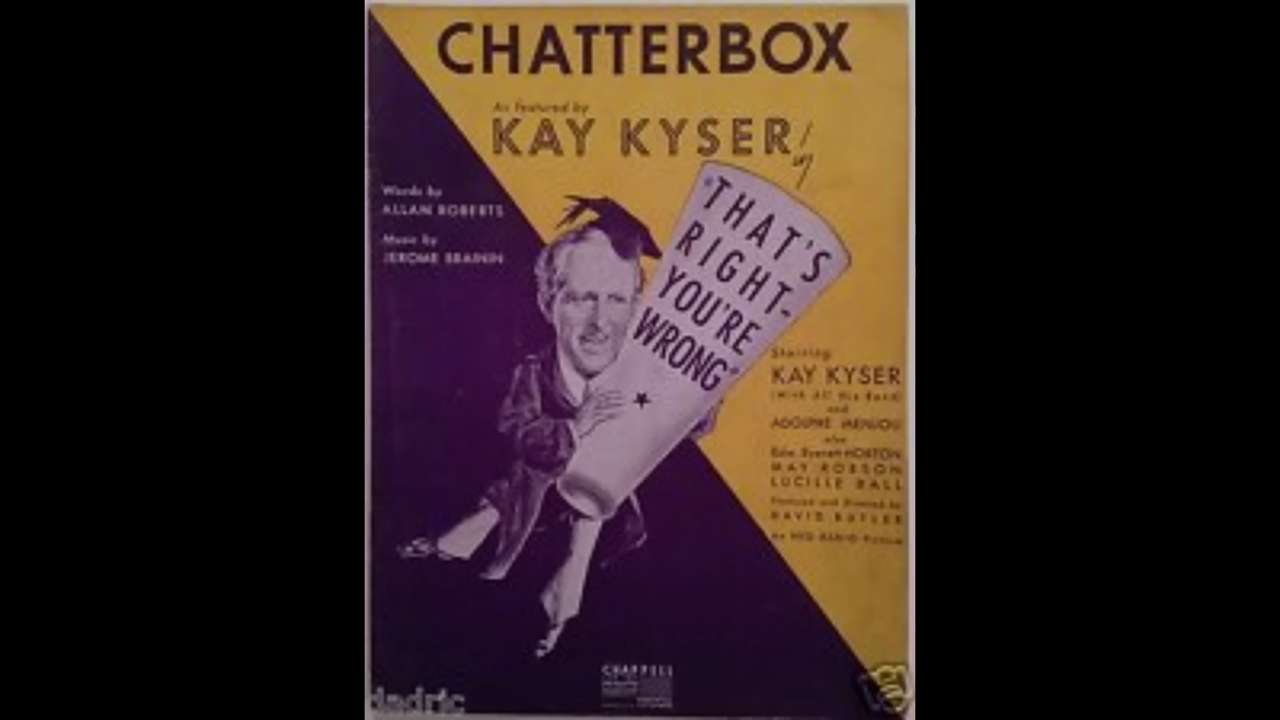 CHATTERBOX
As featured by
KAY KYSER
in
Words by
ALLAN ROBERTS
Music by
JEROME BRAININ
"THAT'S
RIGHT-
YOU'RE
WRONG"
Starring
KAY KYSER
(With All His Band)
and
ADOLPHE MENJOU
also
Edw. Everett HORTON
MAY ROBSON
LUCILLE BALL
Produced and Directed by
DAVID BUTLER
An RKO RADIO Picture
CHAPPELL
dadric